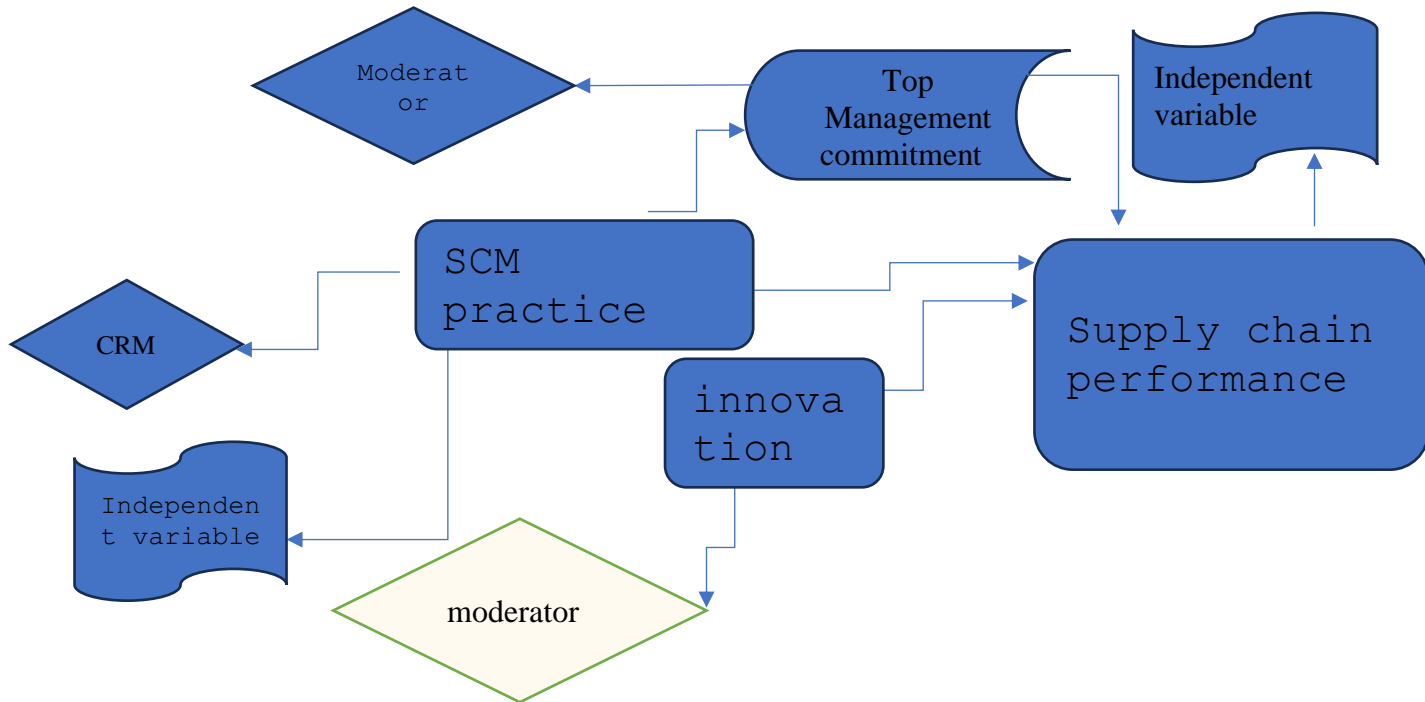 Moderat
or
Top
Management
commitment
Independent
variable
SCM
practice
CRM
Supply chain
performance
innova
tion
Independen
t variable
moderator